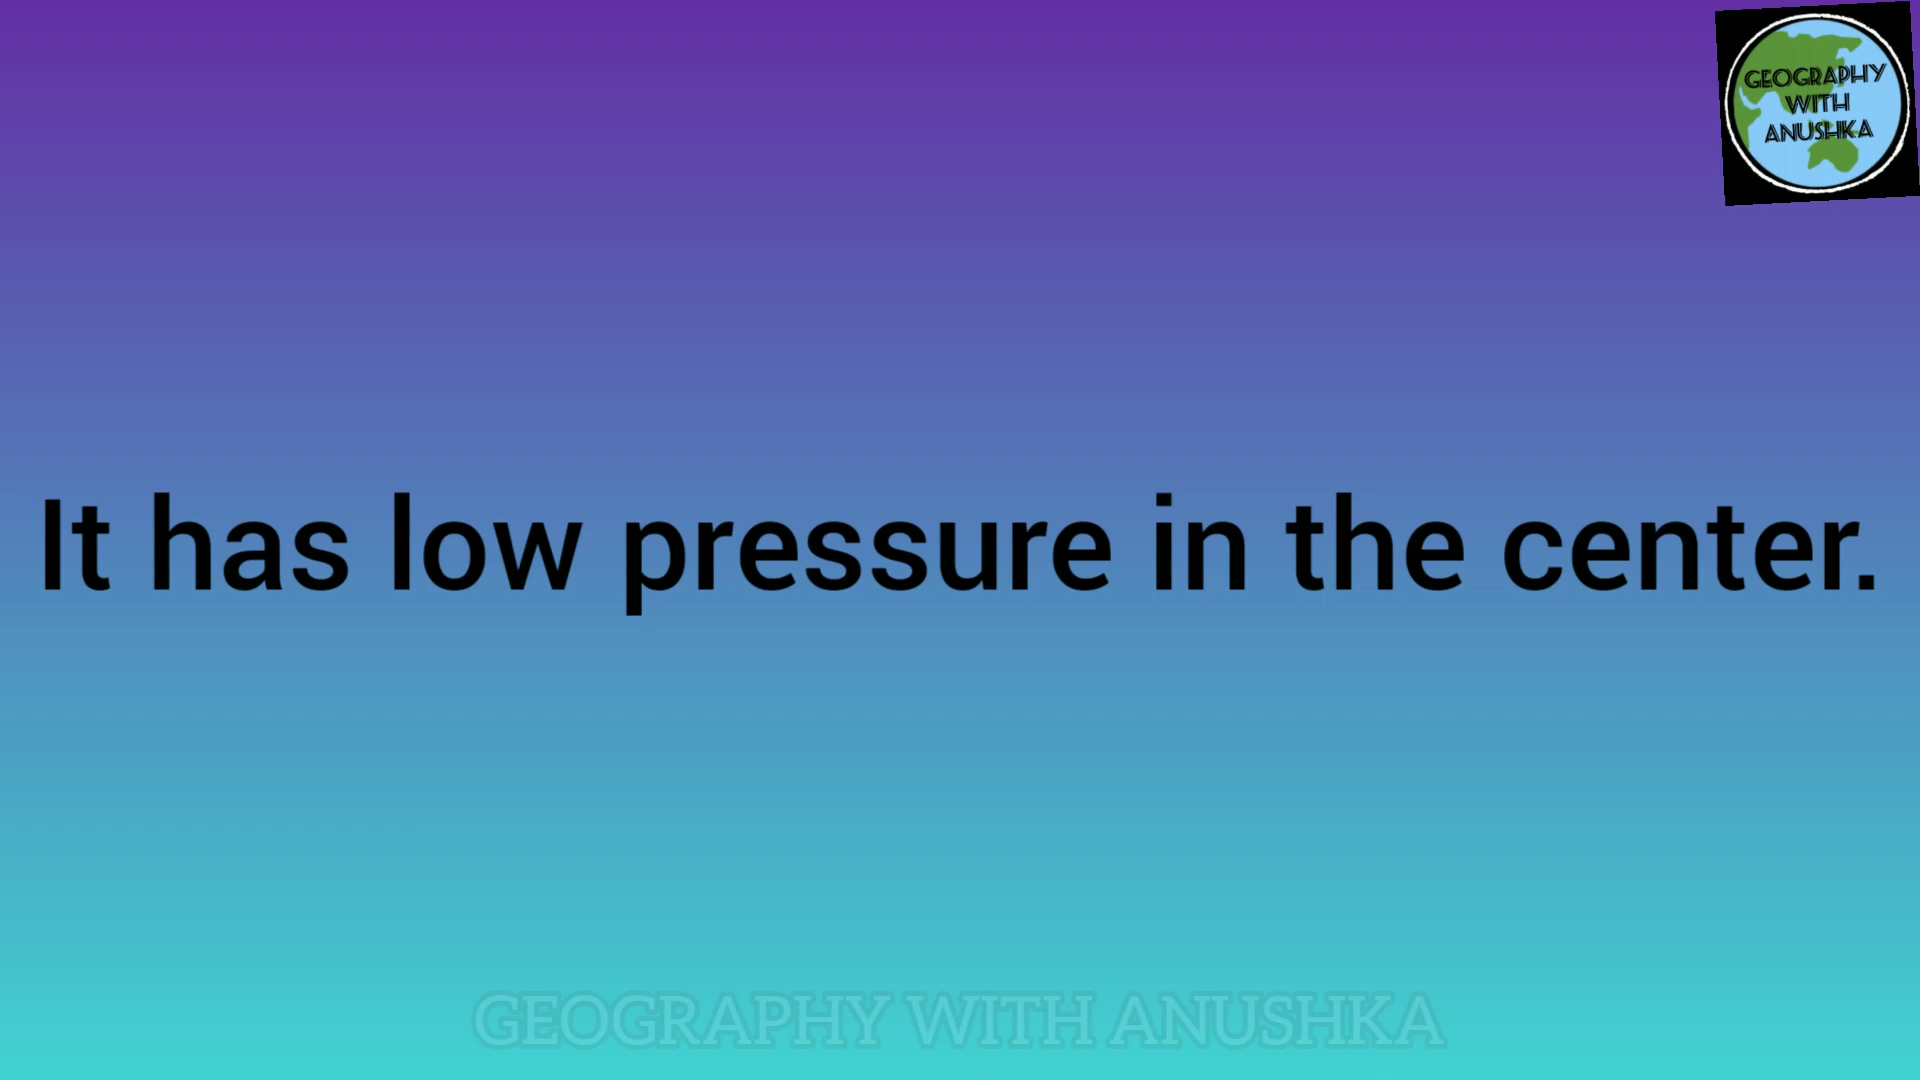 GEOGRAPHY
WITH
ANUSHKA
It has low pressure in the center.
GEOGRAPHY WITH ANUSHKA